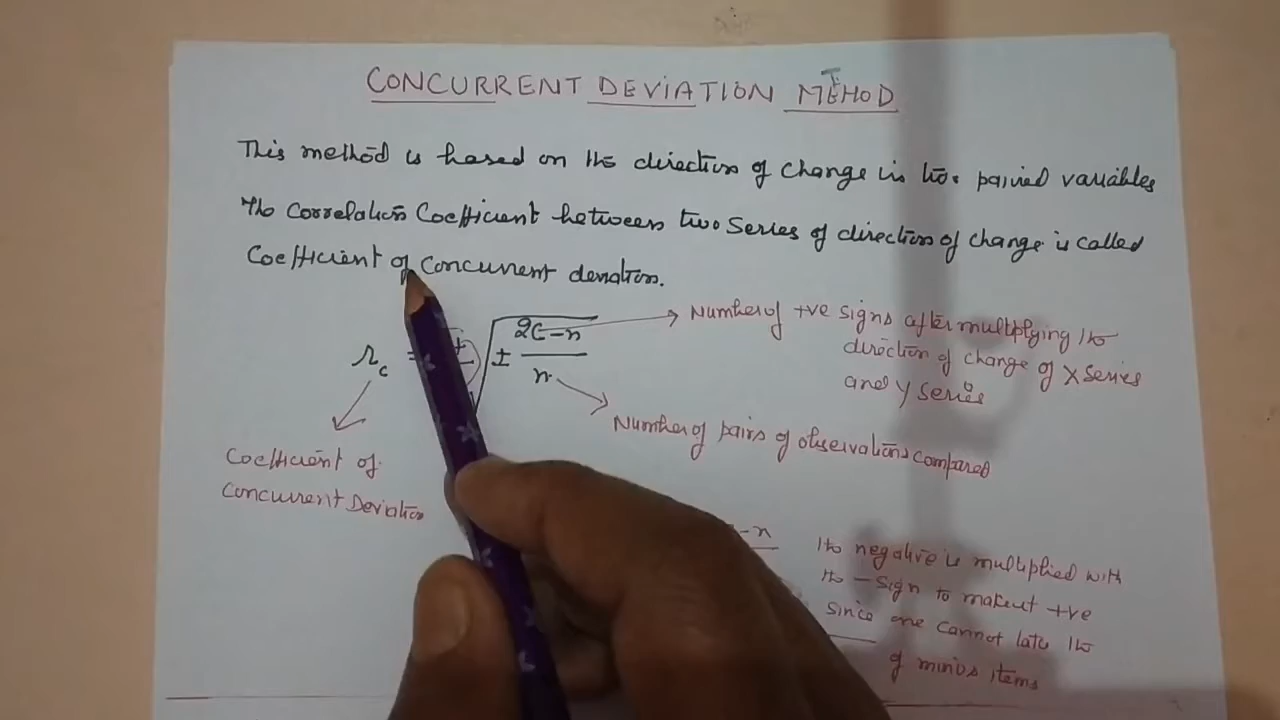 CONCURRENT DEVIATION METHOD
This method is based on the direction of change in two paired variables
The correlation Coefficient between two Series of direction of change is called
Coefficient of Concurrent deviation.
r_c = ± √ ± 2C-n / n
Number of +ve signs after multiplying the
direction of change of X series
and Y series
Number of pairs of observations compared
Coefficient of
Concurrent Deviation
-n
the negative is multiplied with
the - sign to make it +ve
since one cannot take the
of minus items